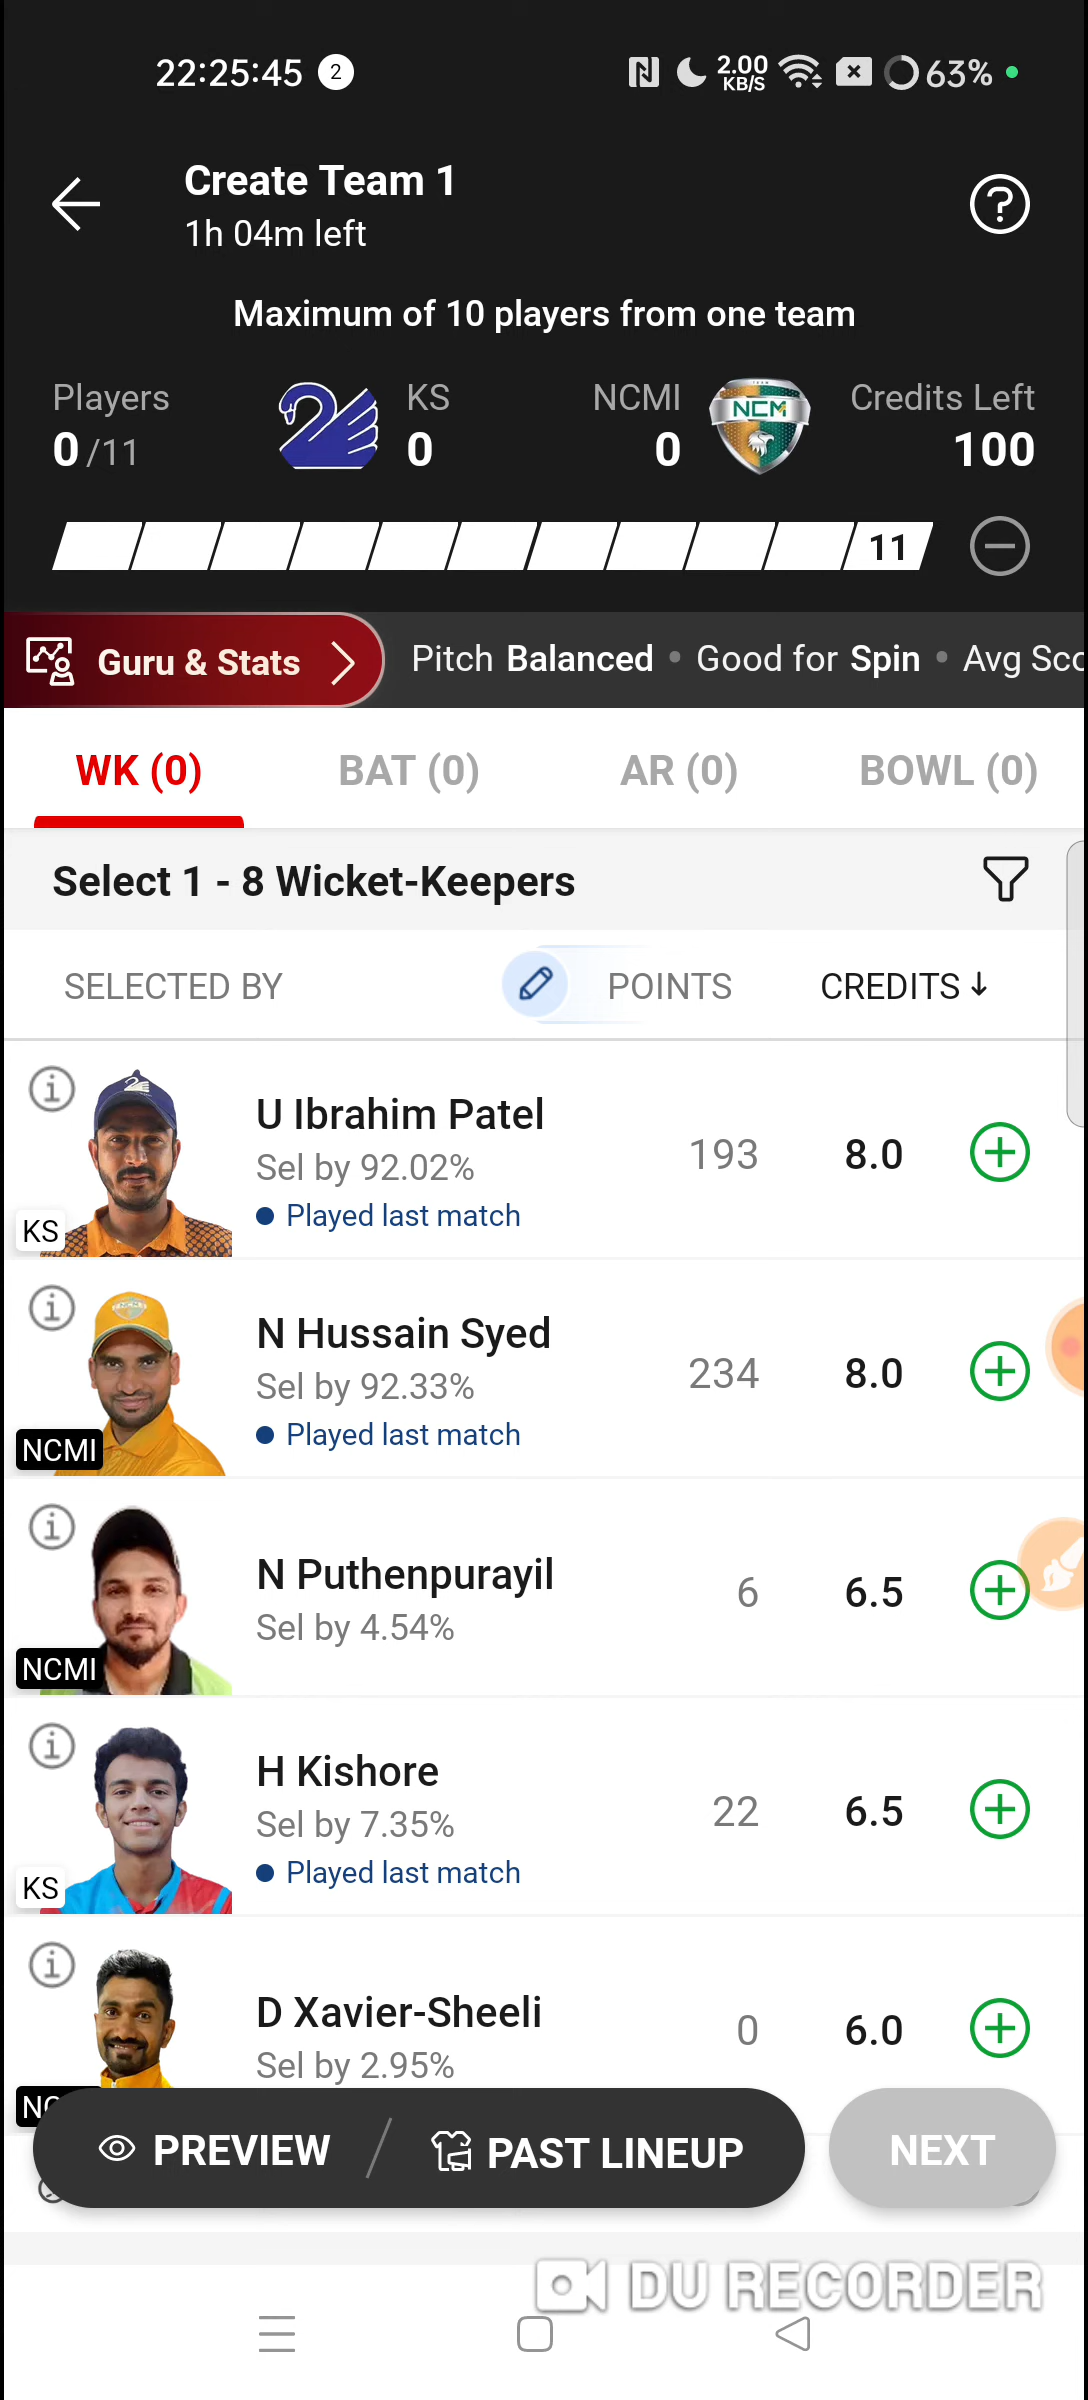 22:25:45 2 2.00 KB/S 63%
Create Team 1
1h 04m left
Maximum of 10 players from one team
Players KS NCMI Credits Left
0 /11 0 0 100
NCM
11
Guru & Stats Pitch Balanced • Good for Spin • Avg
WK (0) BAT (0) AR (0) BOWL (0)
Select 1 - 8 Wicket-Keepers
SELECTED BY POINTS CREDITS ↓
U Ibrahim Patel
Sel by 92.02%
Played last match
KS
193 8.0
N Hussain Syed
Sel by 92.33%
Played last match
NCMI
234 8.0
N Puthenpurayil
Sel by 4.54%
NCMI
6 6.5
H Kishore
Sel by 7.35%
Played last match
KS
22 6.5
D Xavier-Sheeli
Sel by 2.95%
0 6.0
PREVIEW / PAST LINEUP NEXT
DU RECORDER